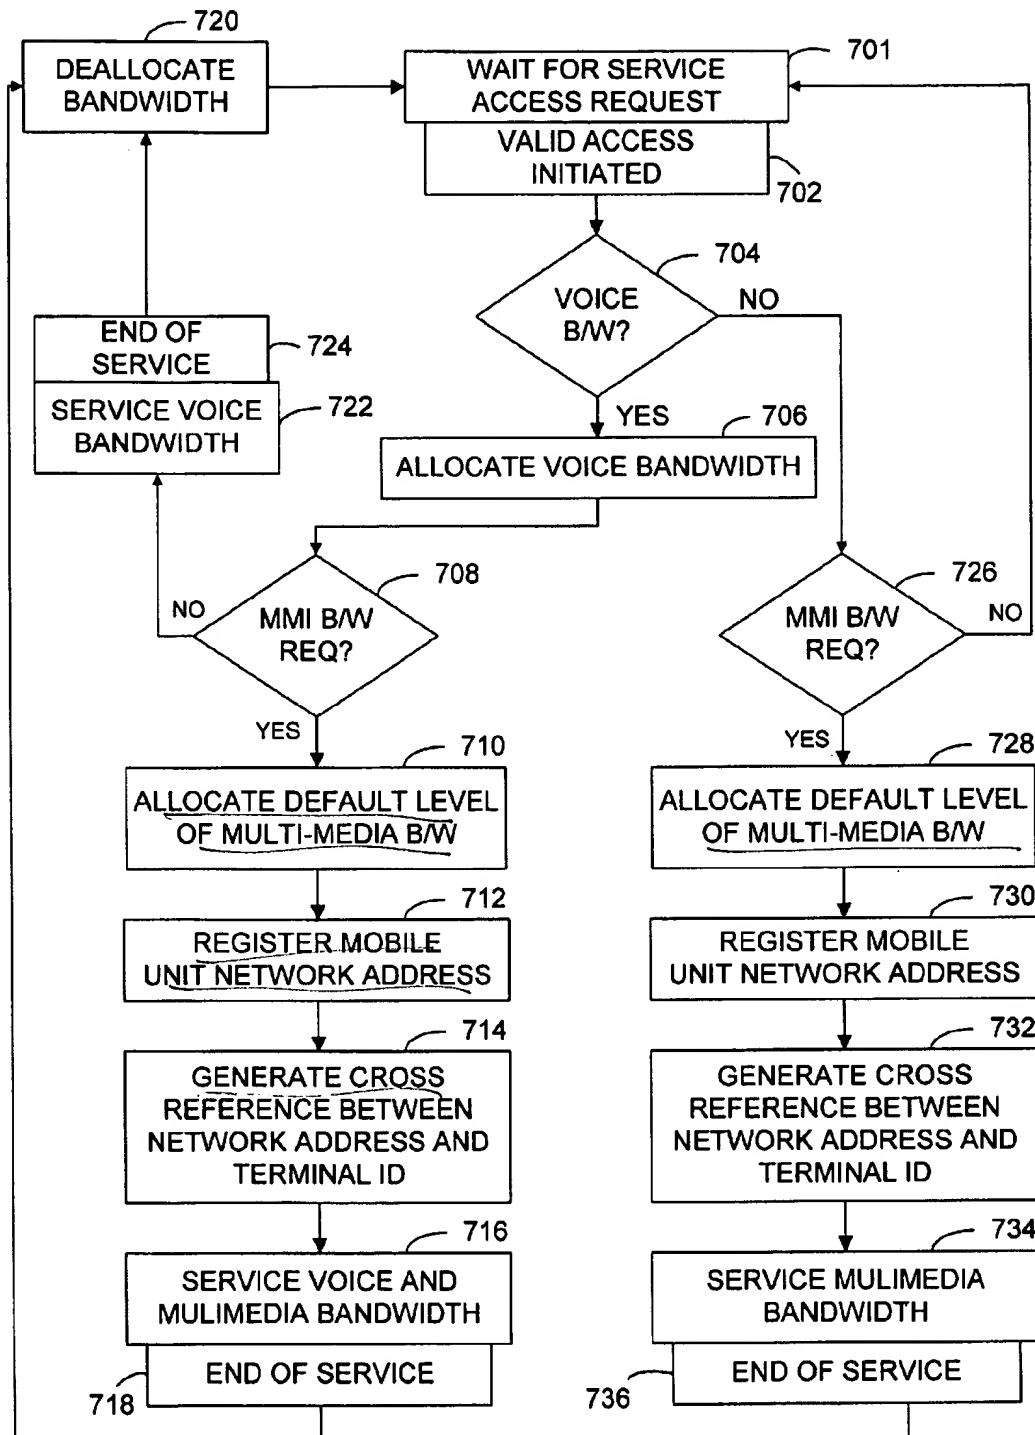 720
DEALLOCATE
BANDWIDTH
701
WAIT FOR SERVICE
ACCESS REQUEST
VALID ACCESS
INITIATED
702
704
VOICE
B/W?
NO
YES
END OF
SERVICE
724
SERVICE VOICE
BANDWIDTH
722
706
ALLOCATE VOICE BANDWIDTH
708
MMI B/W
REQ?
NO
YES
726
MMI B/W
REQ?
NO
YES
710
ALLOCATE DEFAULT LEVEL
OF MULTI-MEDIA B/W
728
ALLOCATE DEFAULT LEVEL
OF MULTI-MEDIA B/W
712
REGISTER MOBILE
UNIT NETWORK ADDRESS
730
REGISTER MOBILE
UNIT NETWORK ADDRESS
714
GENERATE CROSS
REFERENCE BETWEEN
NETWORK ADDRESS AND
TERMINAL ID
732
GENERATE CROSS
REFERENCE BETWEEN
NETWORK ADDRESS AND
TERMINAL ID
716
SERVICE VOICE AND
MULIMEDIA BANDWIDTH
734
SERVICE MULIMEDIA
BANDWIDTH
END OF SERVICE
718
END OF SERVICE
736